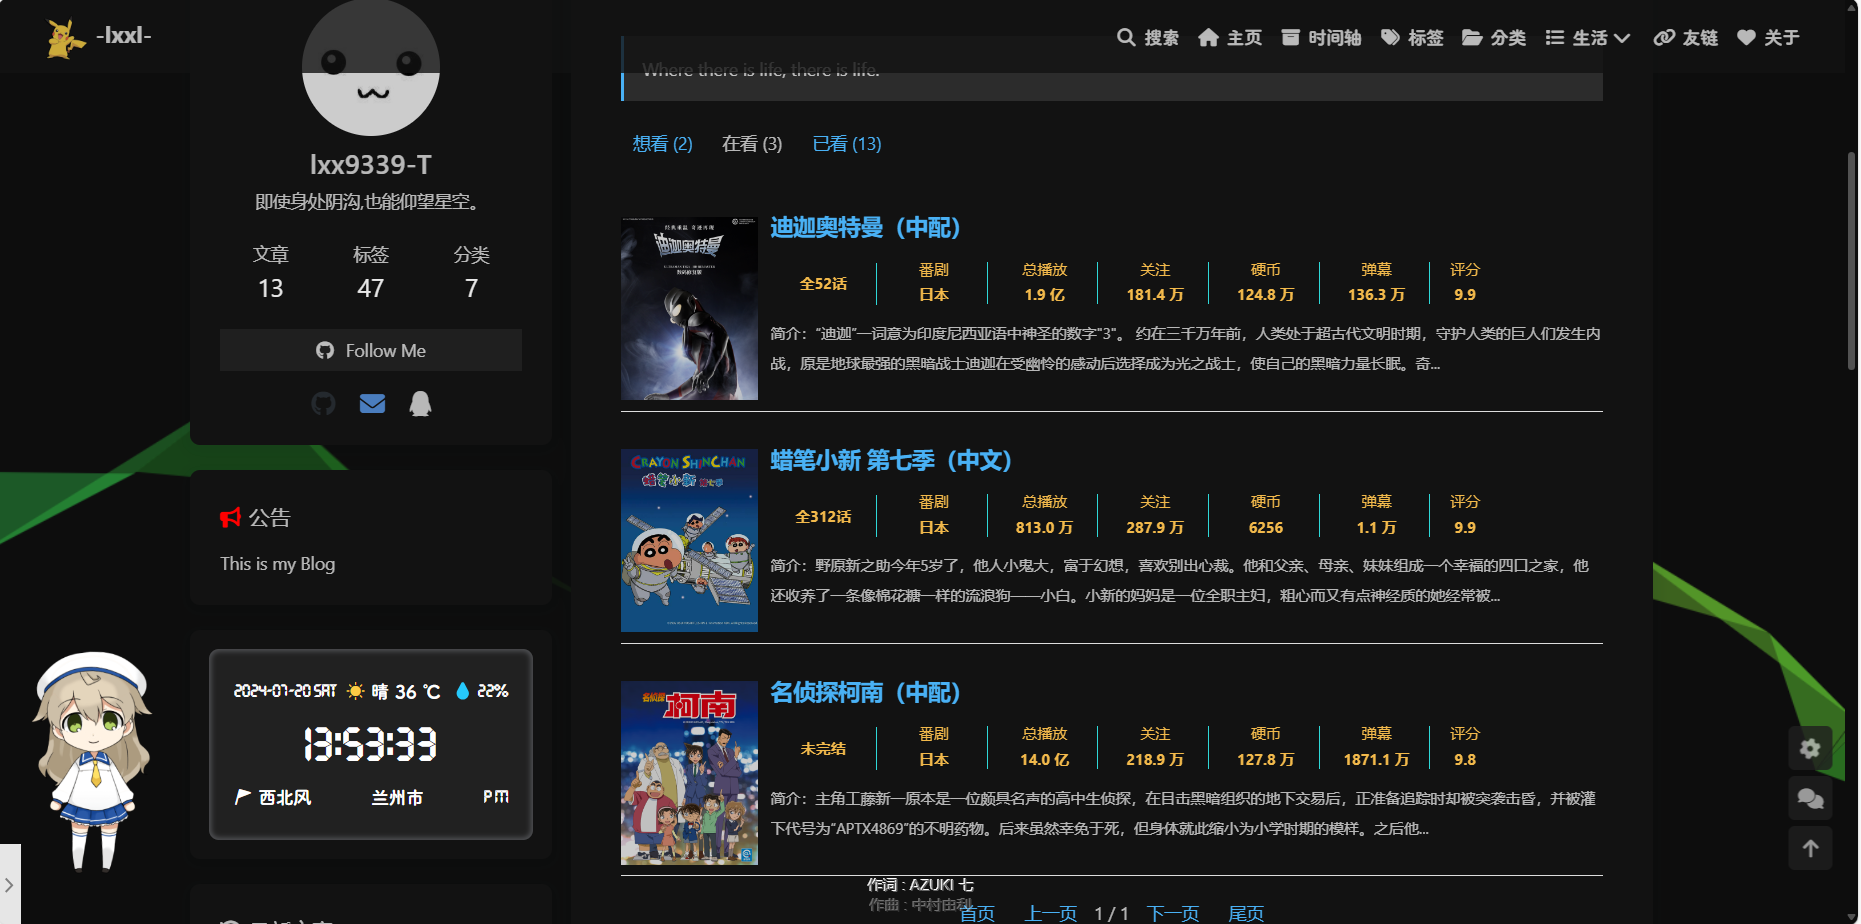 -lxxl-
搜索 主页 时间轴 标签 分类 生活 友链 关于
lxx9339-T
即使身处阴沟,也能仰望星空。
文章 标签 分类
13 47 7
Follow Me
公告
This is my Blog
2024-07-20 SAT 晴 36 ℃ 22%
13:53:33
西北风 兰州市 PM
Where there is life, there is life.
想看 (2) 在看 (3) 已看 (13)
迪迦奥特曼
迪迦奥特曼（中配）
全52话
番剧 总播放 关注 硬币 弹幕 评分
日本 1.9 亿 181.4 万 124.8 万 136.3 万 9.9
简介：“迪迦”一词意为印度尼西亚语中神圣的数字"3"。 约在三千万年前，人类处于超古代文明时期，守护人类的巨人们发生内
战，原是地球最强的黑暗战士迪迦在受幽怜的感动后选择成为光之战士，使自己的黑暗力量长眠。奇...
CRAYON SHINCHAN
蜡笔小新 第七季
蜡笔小新 第七季（中文）
全312话
番剧 总播放 关注 硬币 弹幕 评分
日本 813.0 万 287.9 万 6256 1.1 万 9.9
简介：野原新之助今年5岁了，他人小鬼大，富于幻想，喜欢别出心裁。他和父亲、母亲、妹妹组成一个幸福的四口之家，他
还收养了一条像棉花糖一样的流浪狗——小白。小新的妈妈是一位全职主妇，粗心而又有点神经质的她经常被...
名侦探柯南
名侦探柯南（中配）
未完结
番剧 总播放 关注 硬币 弹幕 评分
日本 14.0 亿 218.9 万 127.8 万 1871.1 万 9.8
简介：主角工藤新一原本是一位颇具名声的高中生侦探，在目击黑暗组织的地下交易后，正准备追踪时却被突袭击昏，并被灌
下代号为“APTX4869”的不明药物。后来虽然幸免于死，但身体就此缩小为小学时期的模样。之后他...
作词 : AZUKI 七
作曲 : 中村由利
首页 上一页 1 / 1 下一页 尾页